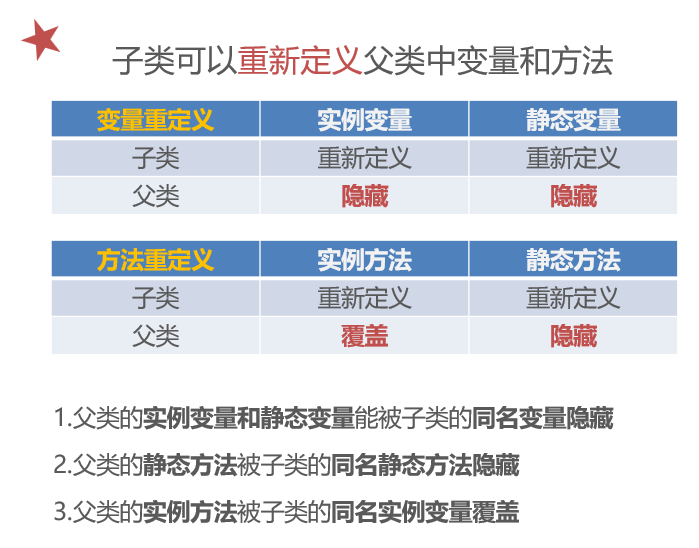 子类可以重新定义父类中变量和方法
变量重定义 实例变量 静态变量
子类 重新定义 重新定义
父类 隐藏 隐藏
方法重定义 实例方法 静态方法
子类 重新定义 重新定义
父类 覆盖 隐藏
1.父类的实例变量和静态变量能被子类的同名变量隐藏
2.父类的静态方法被子类的同名静态方法隐藏
3.父类的实例方法被子类的同名实例变量覆盖